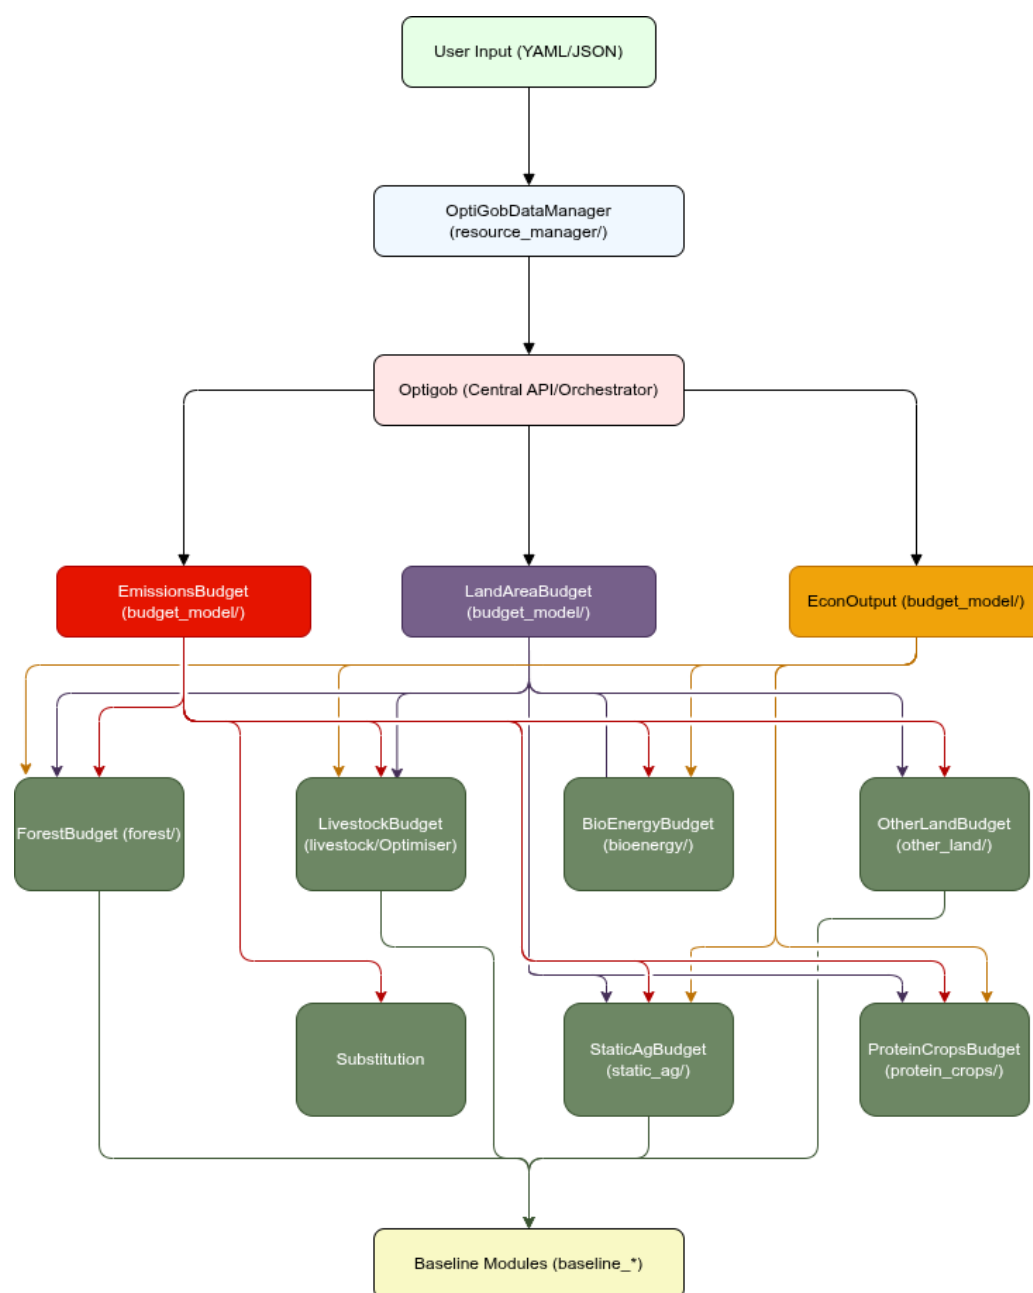 User Input (YAML/JSON)
OptiGobDataManager
(resource_manager/)
Optigob (Central API/Orchestrator)
EmissionsBudget
(budget_model/)
LandAreaBudget
(budget_model/)
EconOutput (budget_model/)
ForestBudget (forest/)
LivestockBudget
(livestock/Optimiser)
BioEnergyBudget
(bioenergy/)
OtherLandBudget
(other_land/)
Substitution
StaticAgBudget
(static_ag/)
ProteinCropsBudget
(protein_crops/)
Baseline Modules (baseline_*)